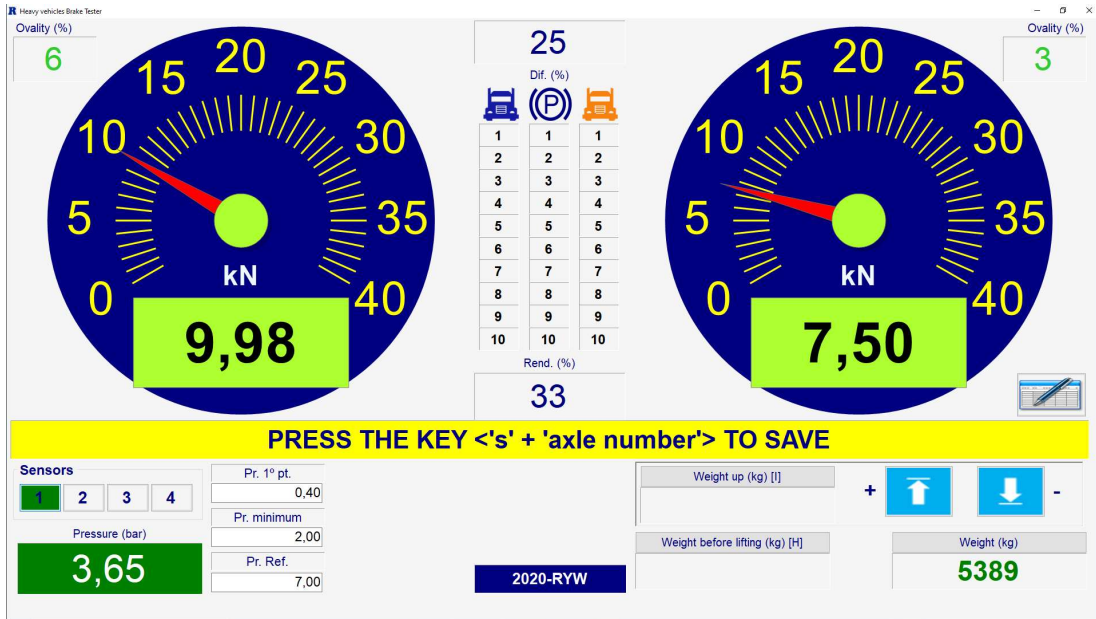 R Heavy vehicles Brake Tester
Ovality (%)
6
0
5
10
15
20
25
30
35
40
kN
9,98
25
Dif. (%)
P
1 1 1
2 2 2
3 3 3
4 4 4
5 5 5
6 6 6
7 7 7
8 8 8
9 9 9
10 10 10
Rend. (%)
33
Ovality (%)
3
0
5
10
15
20
25
30
35
40
kN
7,50
PRESS THE KEY <'s' + 'axle number'> TO SAVE
Sensors
1 2 3 4
Pressure (bar)
3,65
Pr. 1º pt.
0,40
Pr. minimum
2,00
Pr. Ref.
7,00
2020-RYW
Weight up (kg) [I]
+ -
Weight before lifting (kg) [H]
Weight (kg)
5389